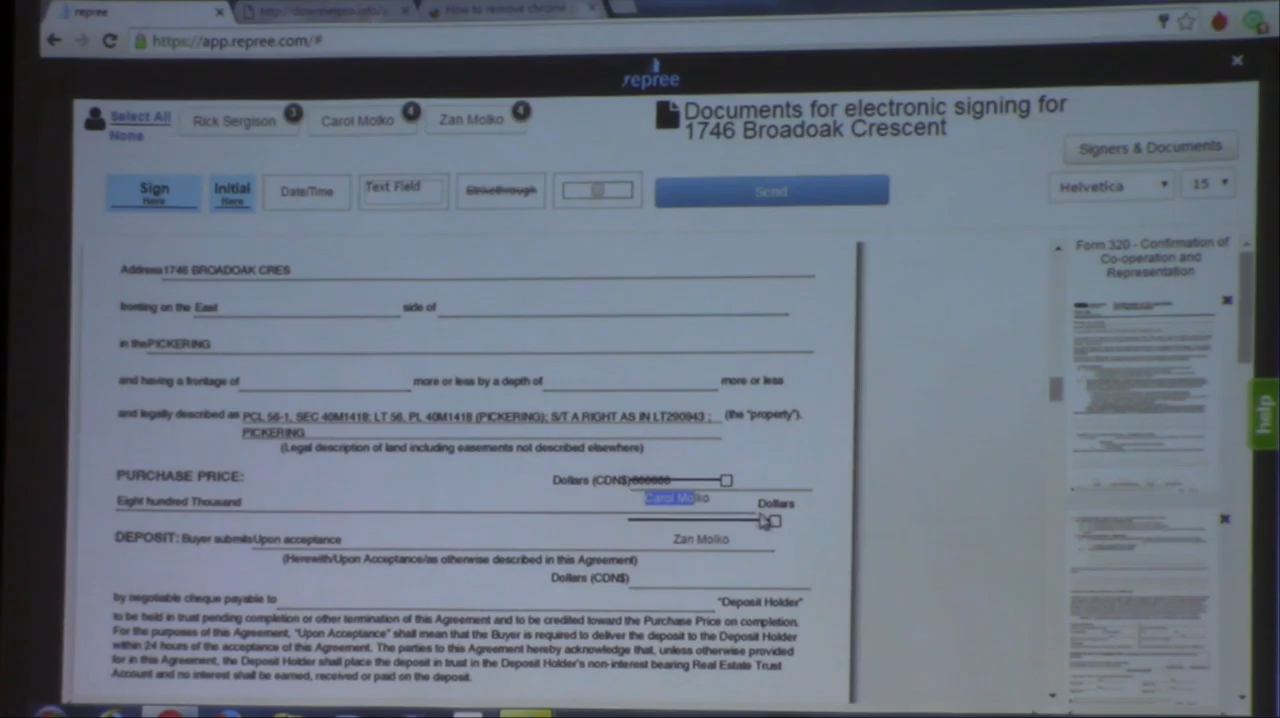 repree
How to remove chrome
https://app.repree.com/#
repree
Select All
None
Rick Sergison 3
Carol Molko 4
Zan Molko 4
Documents for electronic signing for
1746 Broadoak Crescent
Signers & Documents
Sign
Here
Initial
Here
Date/Time
Text Field
Strikethrough
Send
Helvetica
15
Form 320 - Confirmation of
Co-operation and
Representation
Address 1746 BROADOAK CRES
fronting on the East side of
in the PICKERING
and having a frontage of more or less by a depth of more or less
and legally described as PCL 56-1, SEC 40M1418; LT 56, PL 40M1418 (PICKERING); S/T A RIGHT AS IN LT290943 ; (the "property").
PICKERING
(Legal description of land including easements not described elsewhere)
PURCHASE PRICE: Dollars (CDN$)
Carol Molko
Eight hundred Thousand Dollars
DEPOSIT: Buyer submits Upon acceptance
Zan Molko
(Herewith/Upon Acceptance/as otherwise described in this Agreement)
Dollars (CDN$)
by negotiable cheque payable to "Deposit Holder"
to be held in trust pending completion or other termination of this Agreement and to be credited toward the Purchase Price on completion.
For the purposes of this Agreement, "Upon Acceptance" shall mean that the Buyer is required to deliver the deposit to the Deposit Holder
within 24 hours of the acceptance of this Agreement. The parties to this Agreement hereby acknowledge that, unless otherwise provided
for in this Agreement, the Deposit Holder shall place the deposit in trust in the Deposit Holder's non-interest bearing Real Estate Trust
Account and no interest shall be earned, received or paid on the deposit.
help